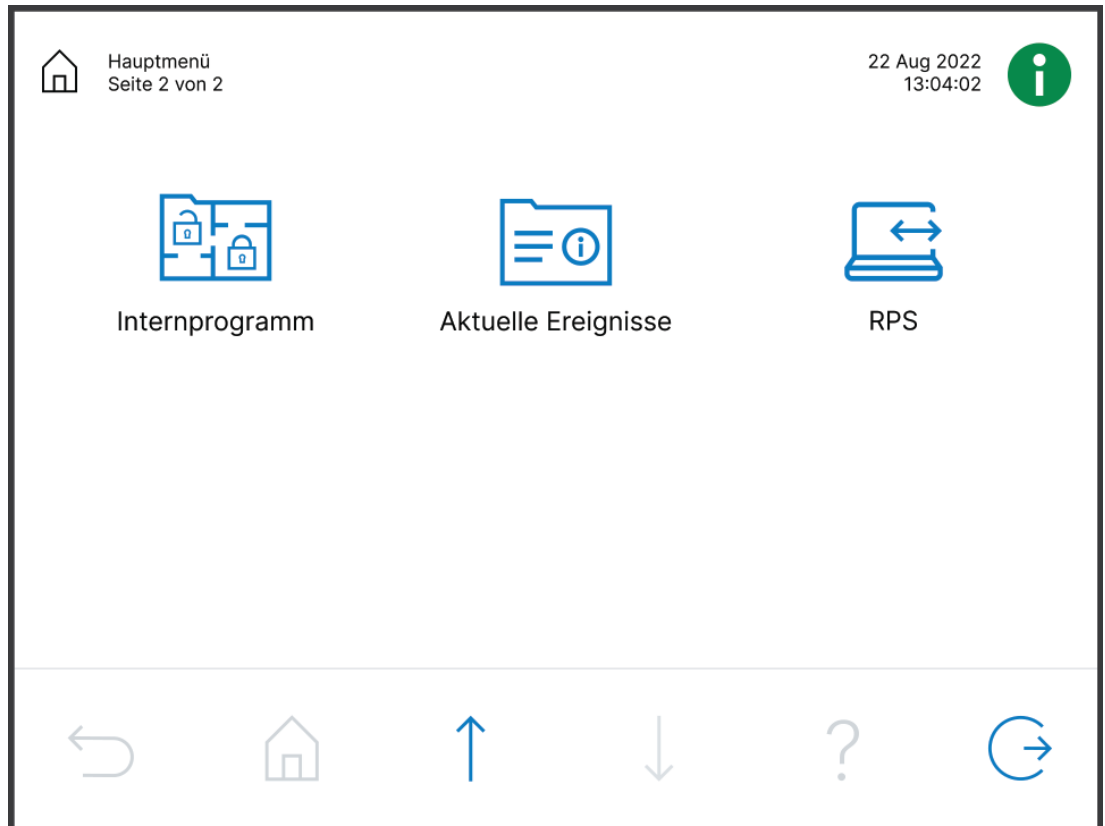 Hauptmenü
Seite 2 von 2
22 Aug 2022
13:04:02
Internprogramm
Aktuelle Ereignisse
RPS